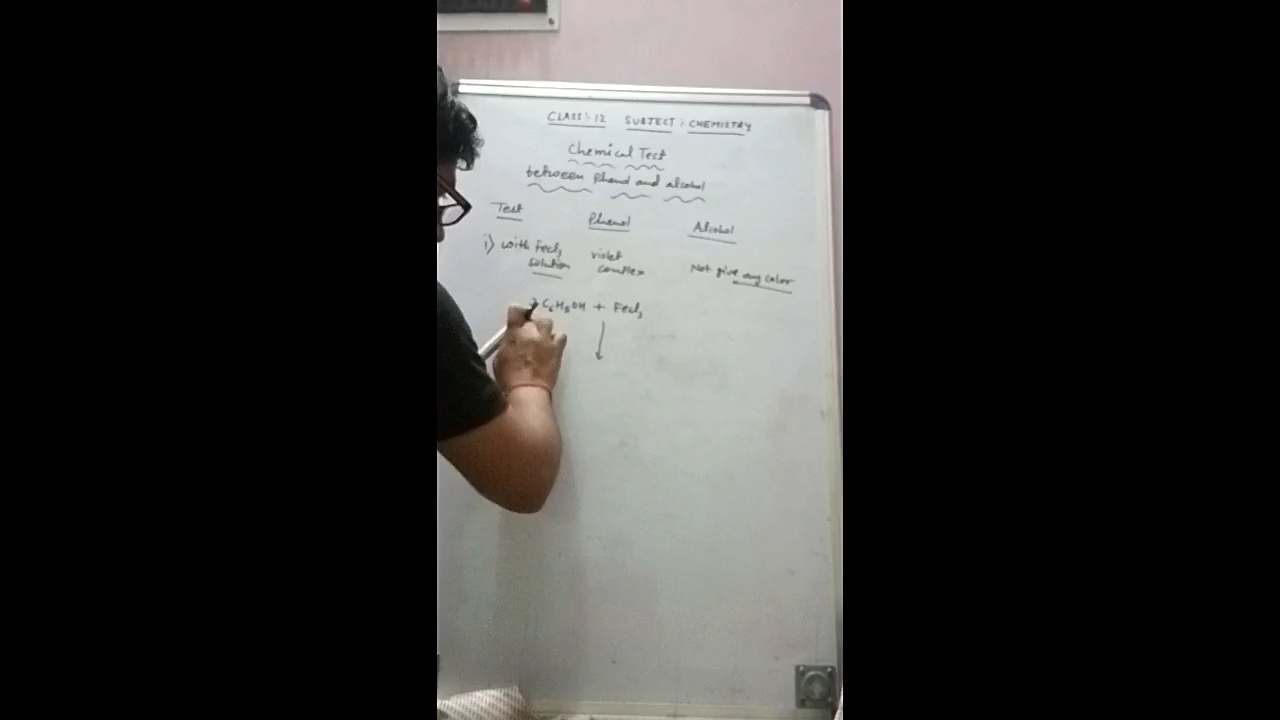 CLASS:- 12 SUBJECT :- CHEMISTRY
Chemical Test
between Phenol and alcohol
Test Phenol Alcohol
i) with FeCl3 violet Not give any color
solution complex
C6H5OH + FeCl3